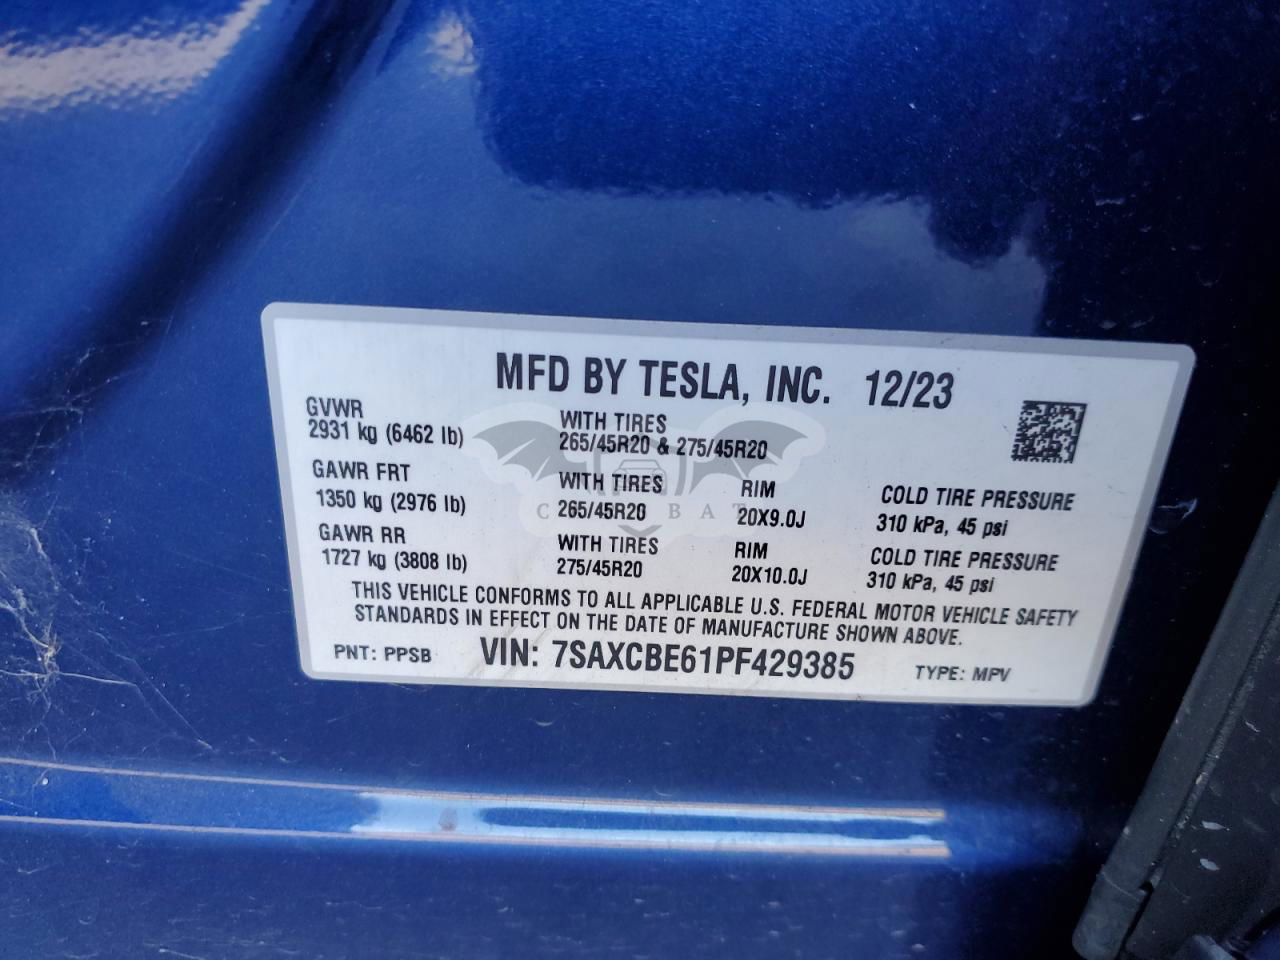 MFD BY TESLA, INC. 12/23
GVWR
2931 kg (6462 lb)
WITH TIRES
265/45R20 & 275/45R20
GAWR FRT
1350 kg (2976 lb)
WITH TIRES
265/45R20
RIM
20X9.0J
COLD TIRE PRESSURE
310 kPa, 45 psi
GAWR RR
1727 kg (3808 lb)
WITH TIRES
275/45R20
RIM
20X10.0J
COLD TIRE PRESSURE
310 kPa, 45 psi
THIS VEHICLE CONFORMS TO ALL APPLICABLE U.S. FEDERAL MOTOR VEHICLE SAFETY
STANDARDS IN EFFECT ON THE DATE OF MANUFACTURE SHOWN ABOVE.
PNT: PPSB VIN: 7SAXCBE61PF429385 TYPE: MPV